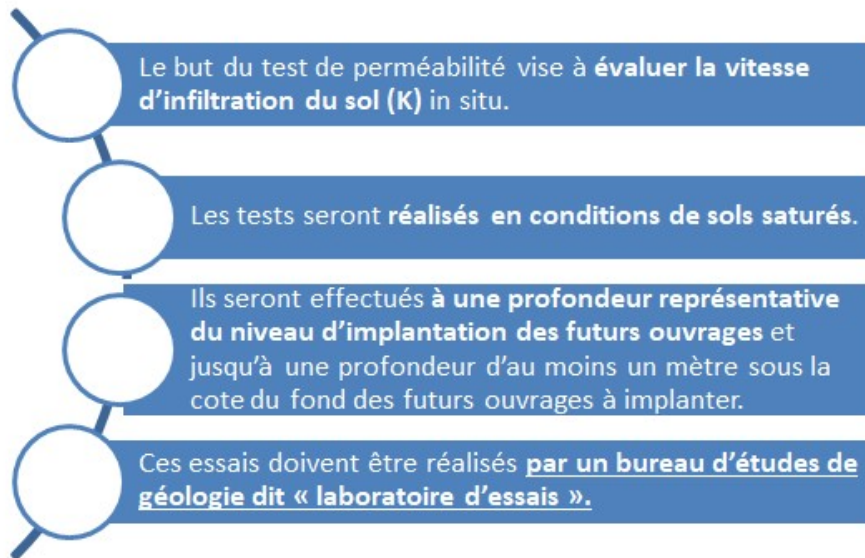 Le but du test de perméabilité vise à évaluer la vitesse
d'infiltration du sol (K) in situ.
Les tests seront réalisés en conditions de sols saturés.
Ils seront effectués à une profondeur représentative
du niveau d'implantation des futurs ouvrages et
jusqu'à une profondeur d'au moins un mètre sous la
cote du fond des futurs ouvrages à implanter.
Ces essais doivent être réalisés par un bureau d'études de
géologie dit « laboratoire d'essais ».